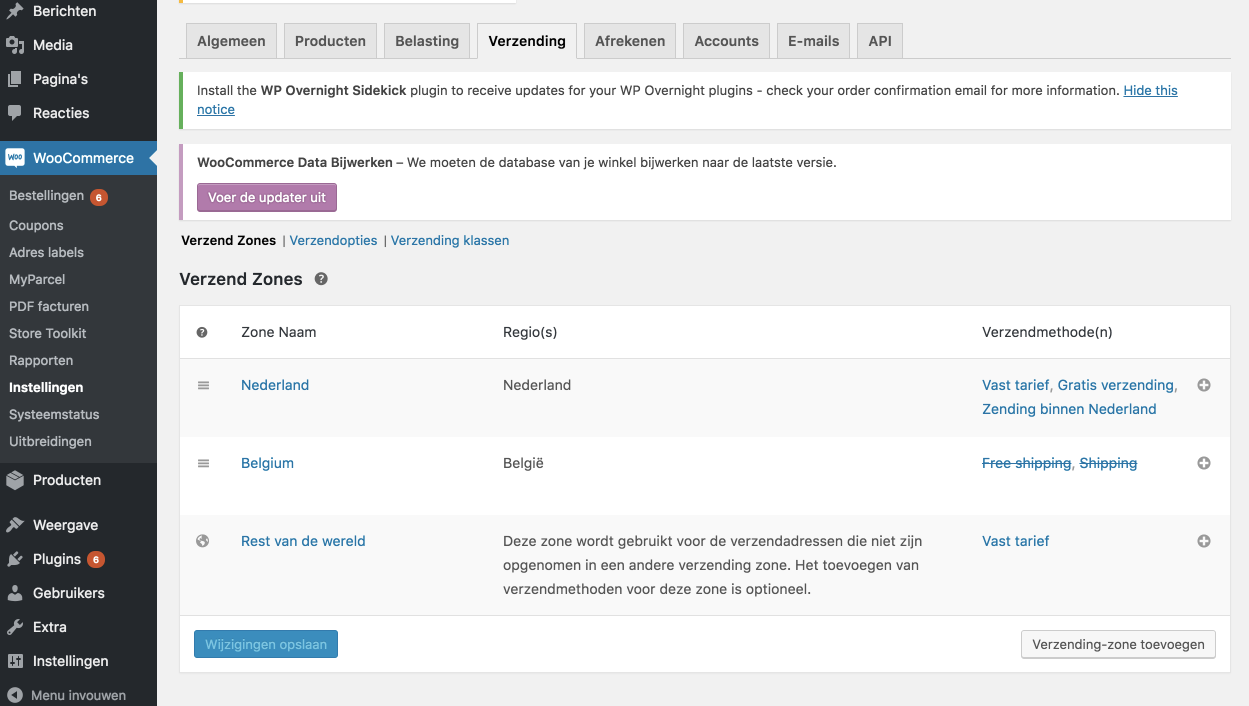 Berichten
Media
Pagina's
Reacties
WOO WooCommerce
Bestellingen 6
Coupons
Adres labels
MyParcel
PDF facturen
Store Toolkit
Rapporten
Instellingen
Systeemstatus
Uitbreidingen
Producten
Weergave
Plugins 6
Gebruikers
Extra
Instellingen
Menu invouwen
Algemeen Producten Belasting Verzending Afrekenen Accounts E-mails API
Install the WP Overnight Sidekick plugin to receive updates for your WP Overnight plugins - check your order confirmation email for more information. Hide this
notice
WooCommerce Data Bijwerken – We moeten de database van je winkel bijwerken naar de laatste versie.
Voer de updater uit
Verzend Zones | Verzendopties | Verzending klassen
Verzend Zones ?
? Zone Naam Regio(s) Verzendmethode(n)
Nederland Nederland Vast tarief, Gratis verzending,
Zending binnen Nederland
Belgium België Free shipping, Shipping
Rest van de wereld Deze zone wordt gebruikt voor de verzendadressen die niet zijn Vast tarief
opgenomen in een andere verzending zone. Het toevoegen van
verzendmethoden voor deze zone is optioneel.
Wijzigingen opslaan Verzending-zone toevoegen